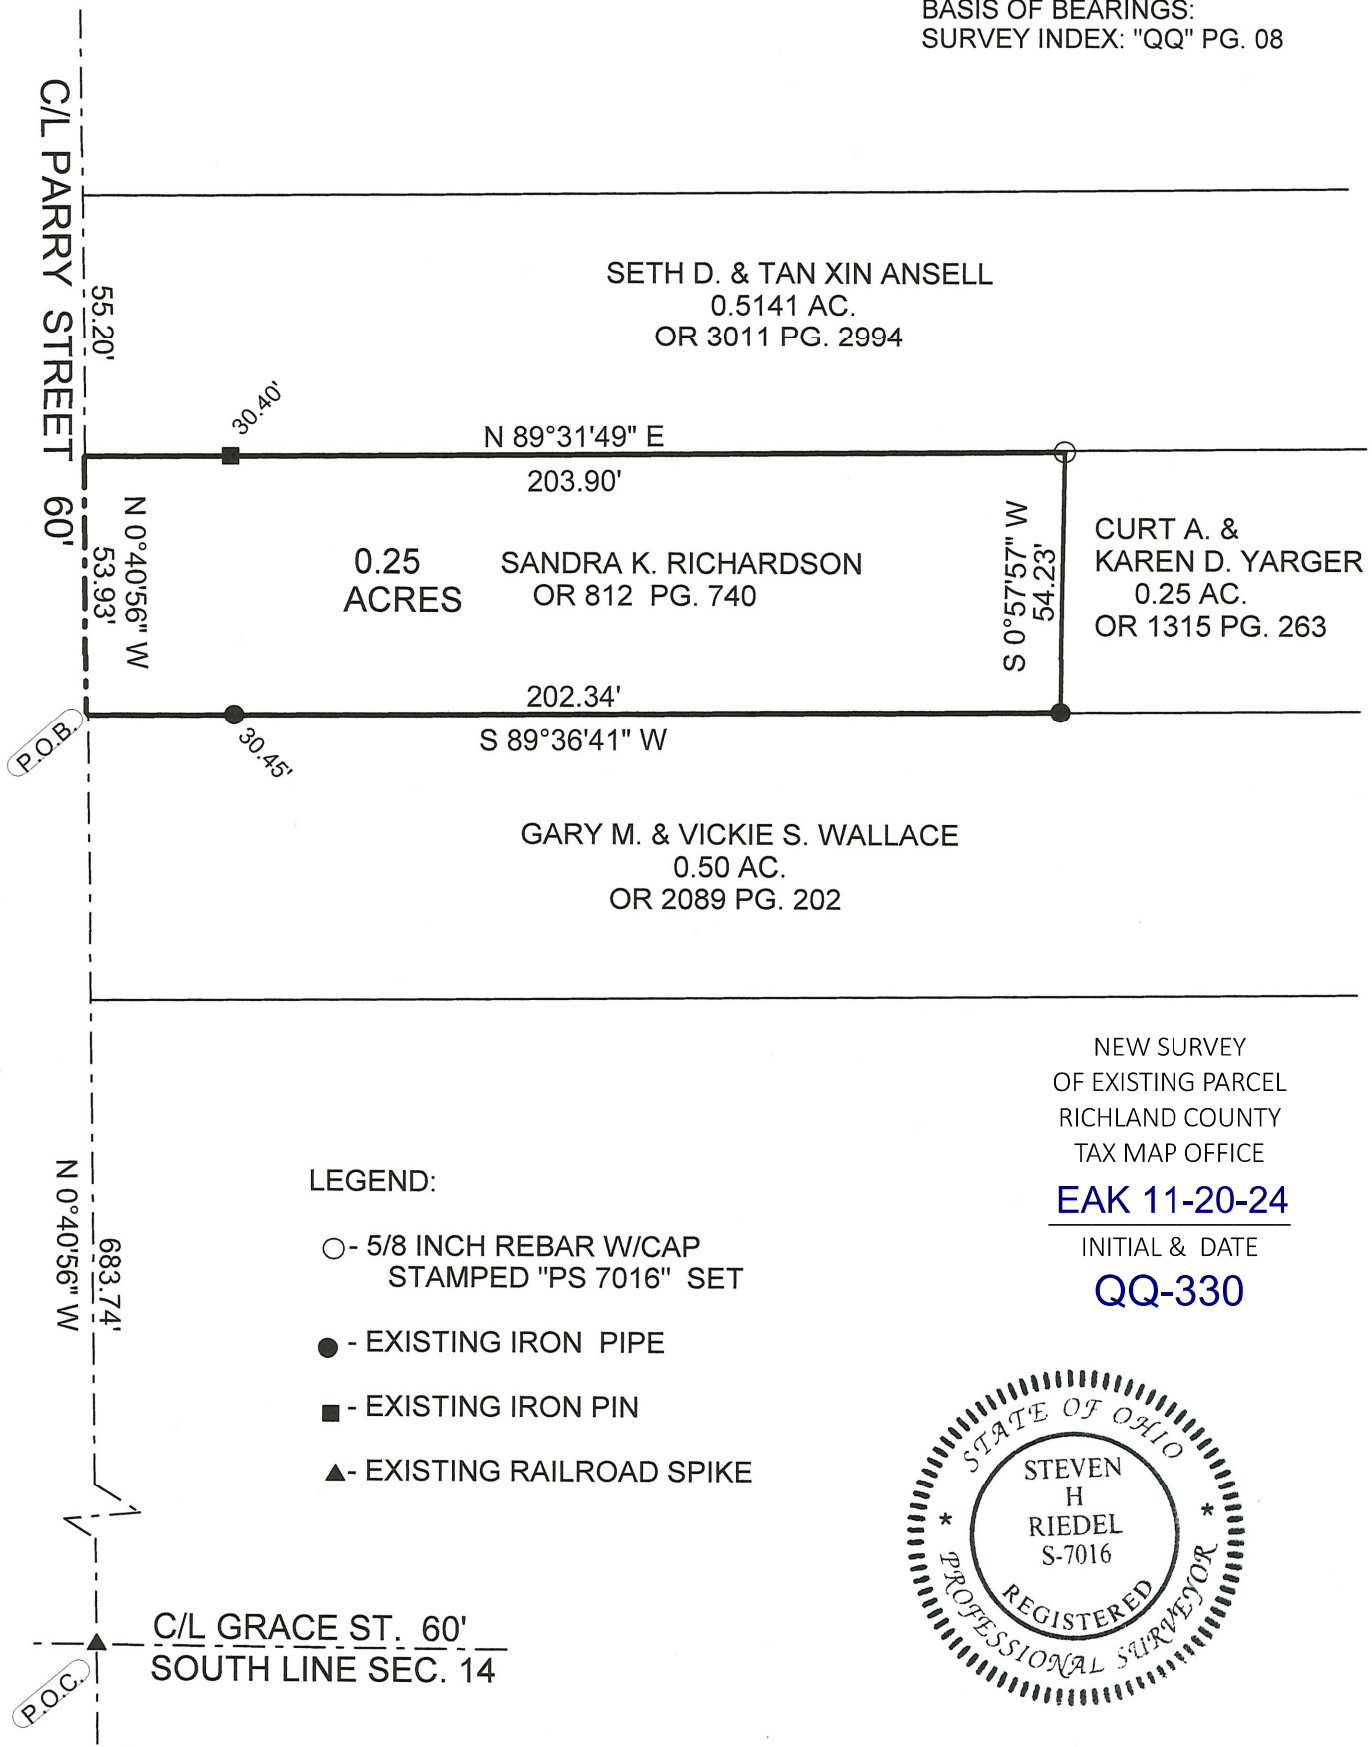 BASIS OF BEARINGS:
SURVEY INDEX: "QQ" PG. 08
C/L PARRY STREET 60'
55.20'
SETH D. & TAN XIN ANSELL
0.5141 AC.
OR 3011 PG. 2994
30.40'
N 89°31'49" E
203.90'
N 0°40'56" W
53.93'
0.25
ACRES
SANDRA K. RICHARDSON
OR 812 PG. 740
S 0°57'57" W
54.23'
CURT A. &
KAREN D. YARGER
0.25 AC.
OR 1315 PG. 263
202.34'
S 89°36'41" W
P.O.B.
30.45'
GARY M. & VICKIE S. WALLACE
0.50 AC.
OR 2089 PG. 202
NEW SURVEY
OF EXISTING PARCEL
RICHLAND COUNTY
TAX MAP OFFICE
EAK 11-20-24
INITIAL & DATE
QQ-330
N 0°40'56" W
683.74'
LEGEND:
- 5/8 INCH REBAR W/CAP
STAMPED "PS 7016" SET
- EXISTING IRON PIPE
- EXISTING IRON PIN
- EXISTING RAILROAD SPIKE
STATE OF OHIO
STEVEN
H
RIEDEL
S-7016
REGISTERED
* PROFESSIONAL SURVEYOR *
C/L GRACE ST. 60'
SOUTH LINE SEC. 14
P.O.C.